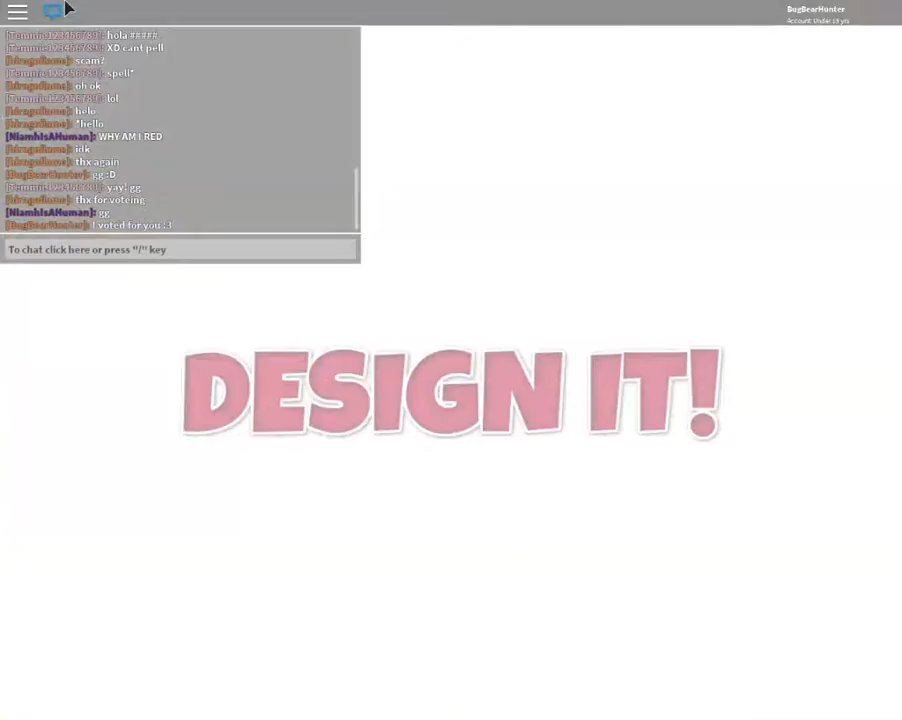 BugBearHunter
Account: Under 13 yrs
[Temmie123456789]: hola #####
[Temmie123456789]: XD cant pell
scam?
[Temmie123456789]: spell*
oh ok
[Temmie123456789]: lol
helo
*hello
[NiamhIsAHuman]: WHY AM I RED
idk
thx again
[BugBearHunter]: gg :D
[Temmie123456789]: yay! gg
thx for voteing
[NiamhIsAHuman]: gg
[BugBearHunter]: I voted for you :3
To chat click here or press "/" key
DESIGN IT!